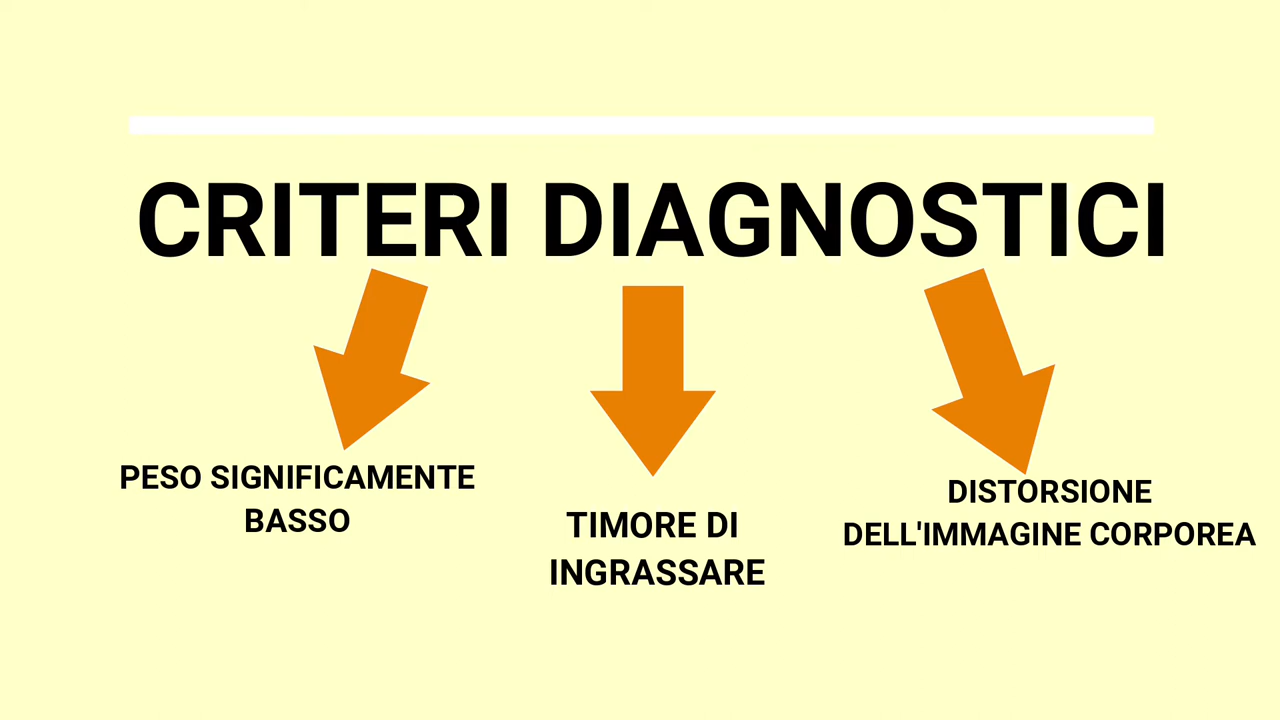 CRITERI DIAGNOSTICI
PESO SIGNIFICAMENTE
BASSO
TIMORE DI
INGRASSARE
DISTORSIONE
DELL'IMMAGINE CORPOREA